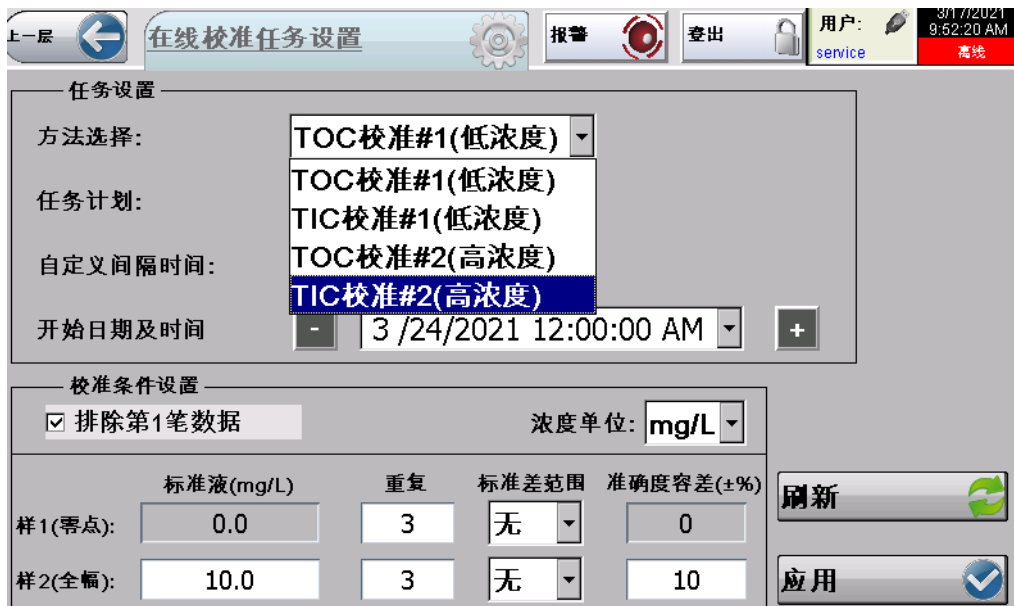 上一层
在线校准任务设置
报警
登出
用户:
service
3/17/2021
9:52:20 AM
离线
任务设置
方法选择:
TOC校准#1(低浓度)
TOC校准#1(低浓度)
TIC校准#1(低浓度)
TOC校准#2(高浓度)
TIC校准#2(高浓度)
任务计划:
自定义间隔时间:
开始日期及时间
- 3 /24/2021 12:00:00 AM +
校准条件设置
排除第1笔数据
浓度单位: mg/L
标准液(mg/L) 重复 标准差范围 准确度容差(±%)
样1(零点): 0.0 3 无 0
样2(全幅): 10.0 3 无 10
刷新
应用